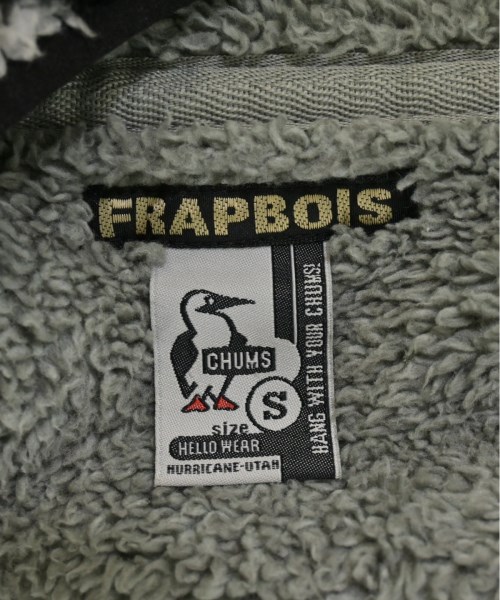 FRAPBOIS
CHUMS
S
size
HELLO WEAR
HURRICANE-UTAH
HANG WITH YOUR CHUMS!